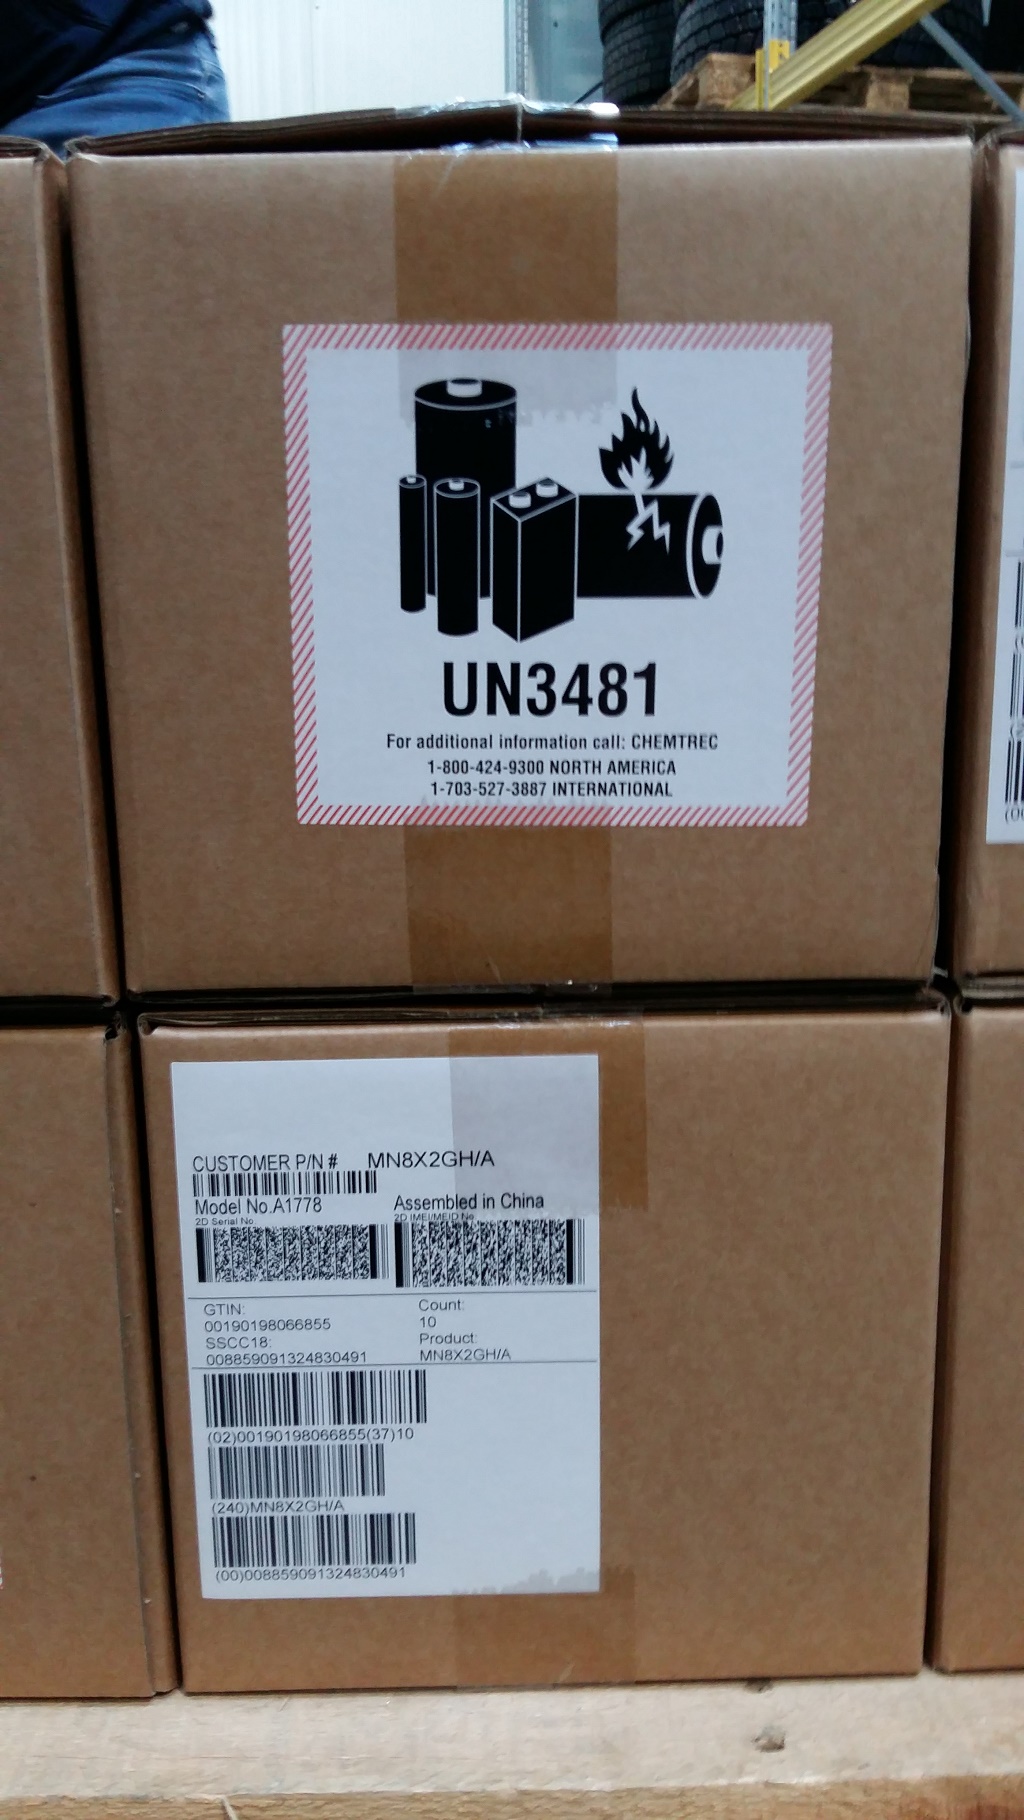 UN3481
For additional information call: CHEMTREC
1-800-424-9300 NORTH AMERICA
1-703-527-3887 INTERNATIONAL
CUSTOMER P/N # MN8X2GH/A
Model No.A1778 Assembled in China
2D Serial No. 2D IMEI/MEID No
GTIN: Count:
00190198066855 10
SSCC18: Product:
008859091324830491 MN8X2GH/A
(02)00190198066855(37)10
(240)MN8X2GH/A
(00)008859091324830491
(00